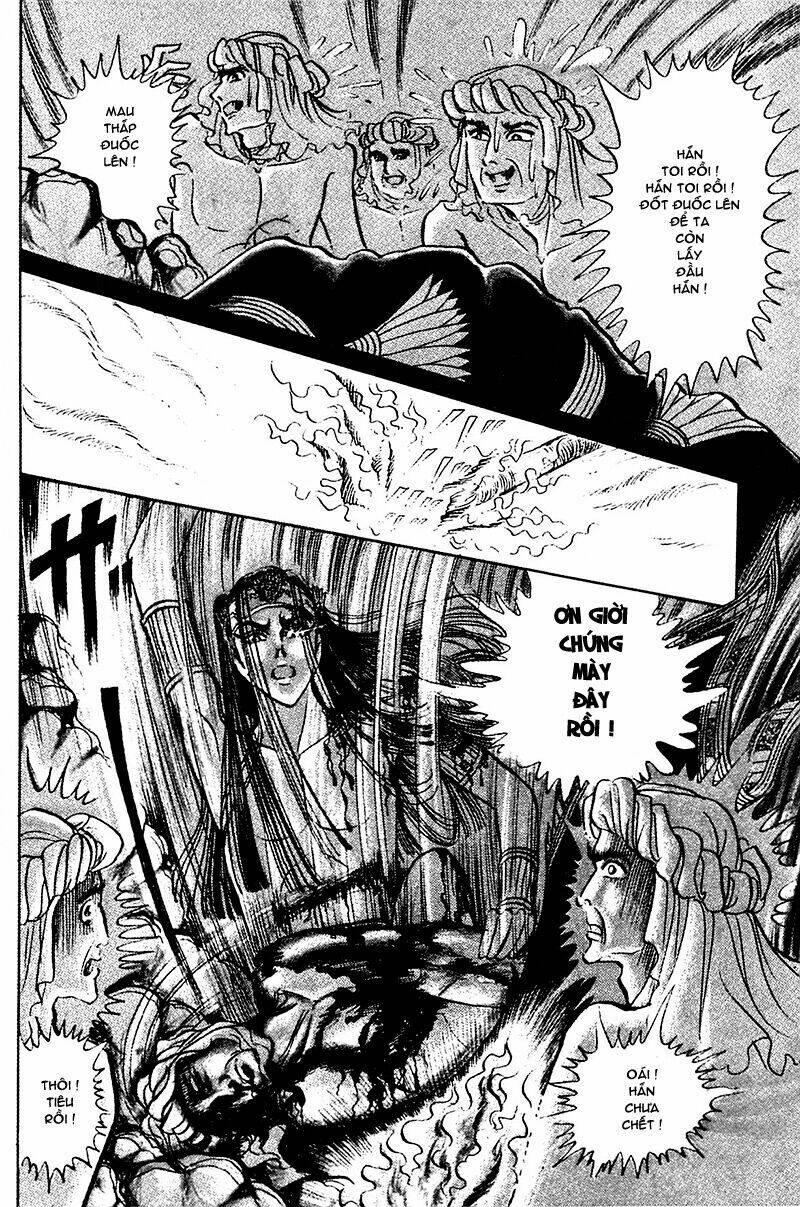 HẮN
TOI RỒI !
HẮN TOI RỒI !
ĐỐT ĐUỐC LÊN
ĐỂ TA
CÒN
LẤY
ĐẦU
HẮN !
MAU
THẮP
ĐUỐC
LÊN !
ƠN GIỜI
CHÚNG
MÀY
ĐÂY
RỒI !
OÁI !
HẮN
CHƯA
CHẾT !
THÔI !
TIÊU
RỒI !